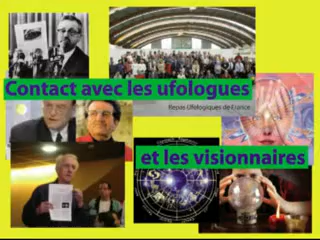 Contact avec les ufologues
Repas Ufologiques de France
et les visionnaires